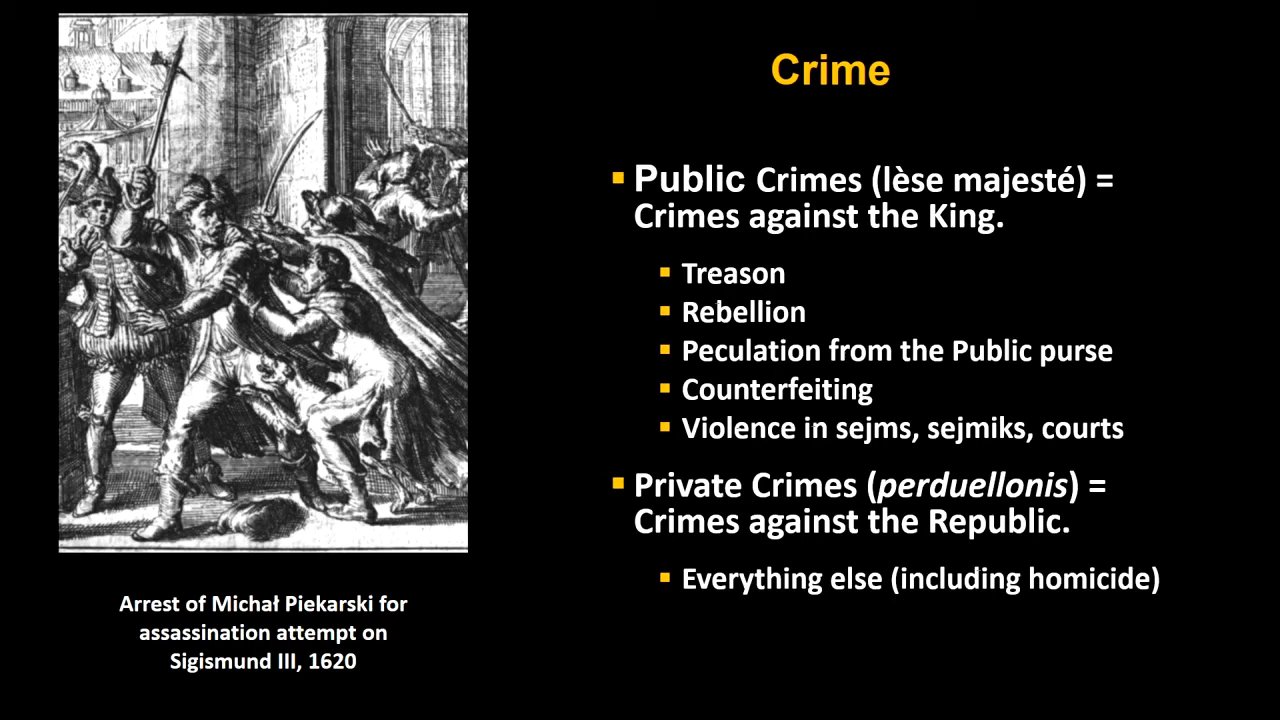 Crime
Public Crimes (lèse majesté) =
Crimes against the King.
Treason
Rebellion
Peculation from the Public purse
Counterfeiting
Violence in sejms, sejmiks, courts
Private Crimes (perduellonis) =
Crimes against the Republic.
Everything else (including homicide)
Arrest of Michał Piekarski for
assassination attempt on
Sigismund III, 1620